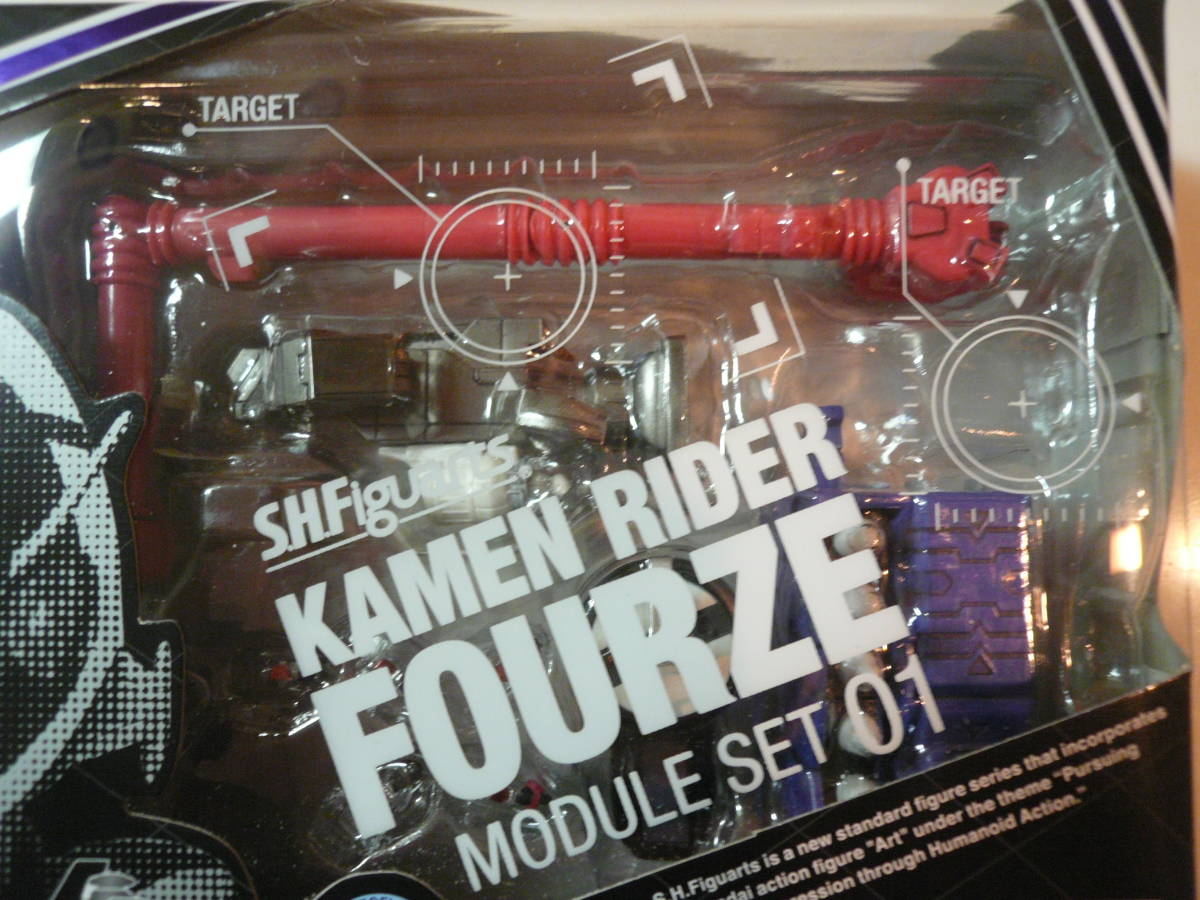 TARGET
TARGET
S.H.Figuarts
KAMEN RIDER
FOURZE
MODULE SET 01
S.H.Figuarts is a new standard figure series that incorporates
action figure "Art" under the theme "Pursuing
through Humanoid Action."